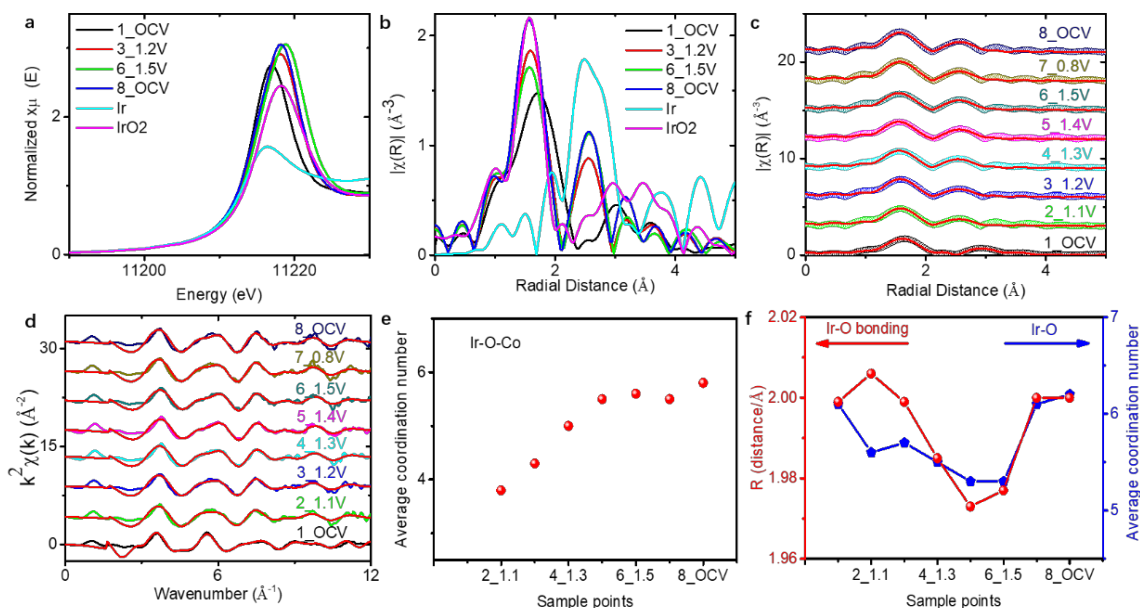 a
1_OCV
3_1.2V
6_1.5V
8_OCV
Ir
IrO2
Normalized xμ (E)
0
2
11200
11220
Energy (eV)
b
1_OCV
3_1.2V
6_1.5V
8_OCV
Ir
IrO2
|χ(R)| (Å⁻³)
0
1
2
0
2
4
Radial Distance (Å)
c
8_OCV
7_0.8V
6_1.5V
5_1.4V
4_1.3V
3_1.2V
2_1.1V
1_OCV
|χ(R)| (Å⁻³)
0
10
20
0
2
4
Radial Distance (Å)
d
8_OCV
7_0.8V
6_1.5V
5_1.4V
4_1.3V
3_1.2V
2_1.1V
1_OCV
k² χ(k) (Å⁻²)
0
15
30
0
6
12
Wavenumber (Å⁻¹)
e
Ir-O-Co
Average coordination number
4
6
2_1.1
4_1.3
6_1.5
8_OCV
Sample points
f
Ir-O bonding
Ir-O
R (distance/Å)
1.96
1.98
2.00
2.02
Average coordination number
5
6
7
2_1.1
4_1.3
6_1.5
8_OCV
Sample points